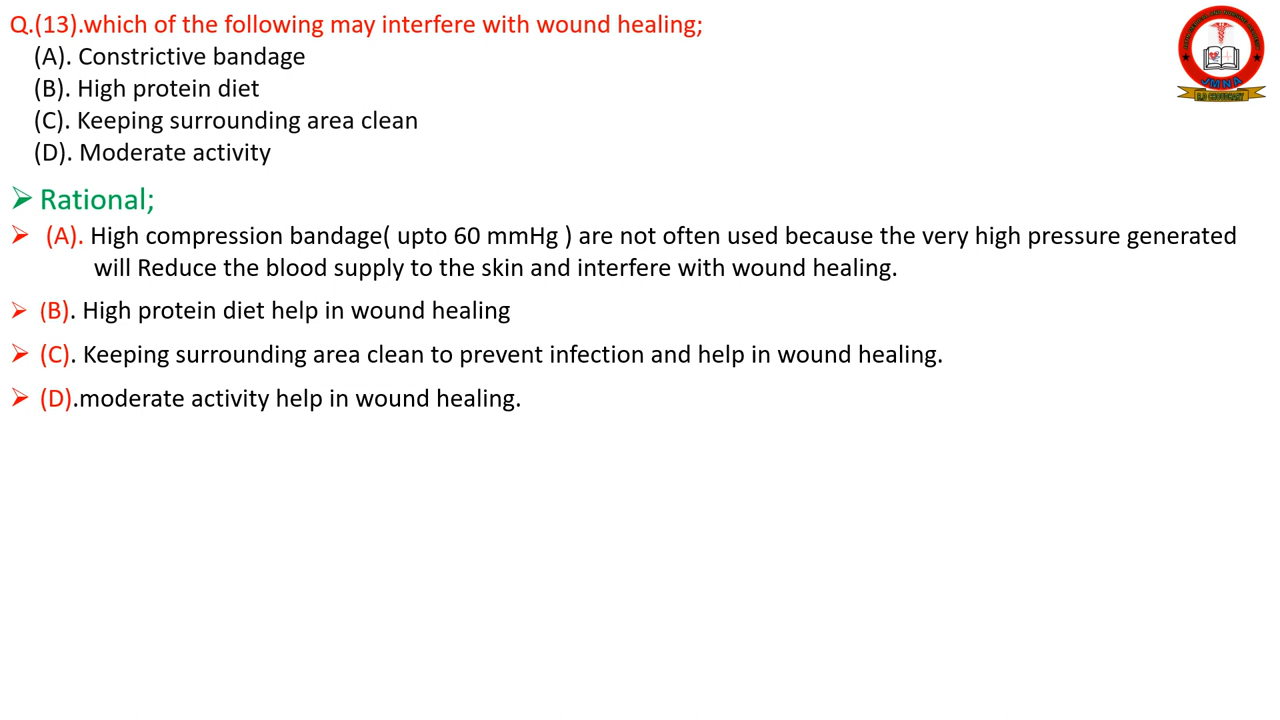 Q.(13).which of the following may interfere with wound healing;
(A). Constrictive bandage
(B). High protein diet
(C). Keeping surrounding area clean
(D). Moderate activity
➢ Rational;
➢ (A). High compression bandage( upto 60 mmHg ) are not often used because the very high pressure generated
will Reduce the blood supply to the skin and interfere with wound healing.
➢ (B). High protein diet help in wound healing
➢ (C). Keeping surrounding area clean to prevent infection and help in wound healing.
➢ (D).moderate activity help in wound healing.
JMNA